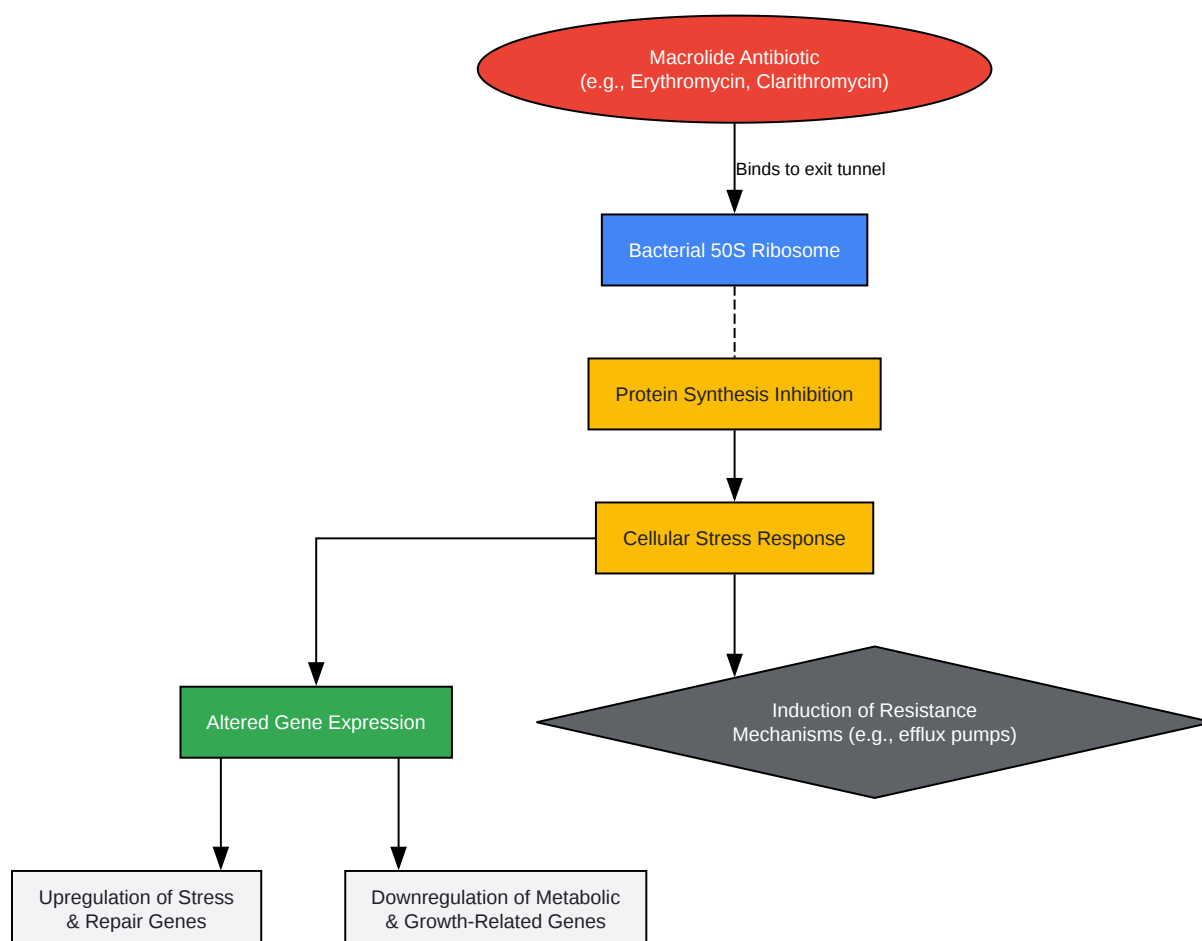 Macrolide Antibiotic
(e.g., Erythromycin, Clarithromycin)
Binds to exit tunnel
Bacterial 50S Ribosome
Protein Synthesis Inhibition
Cellular Stress Response
Altered Gene Expression
Induction of Resistance
Mechanisms (e.g., efflux pumps)
Upregulation of Stress
& Repair Genes
Downregulation of Metabolic
& Growth-Related Genes